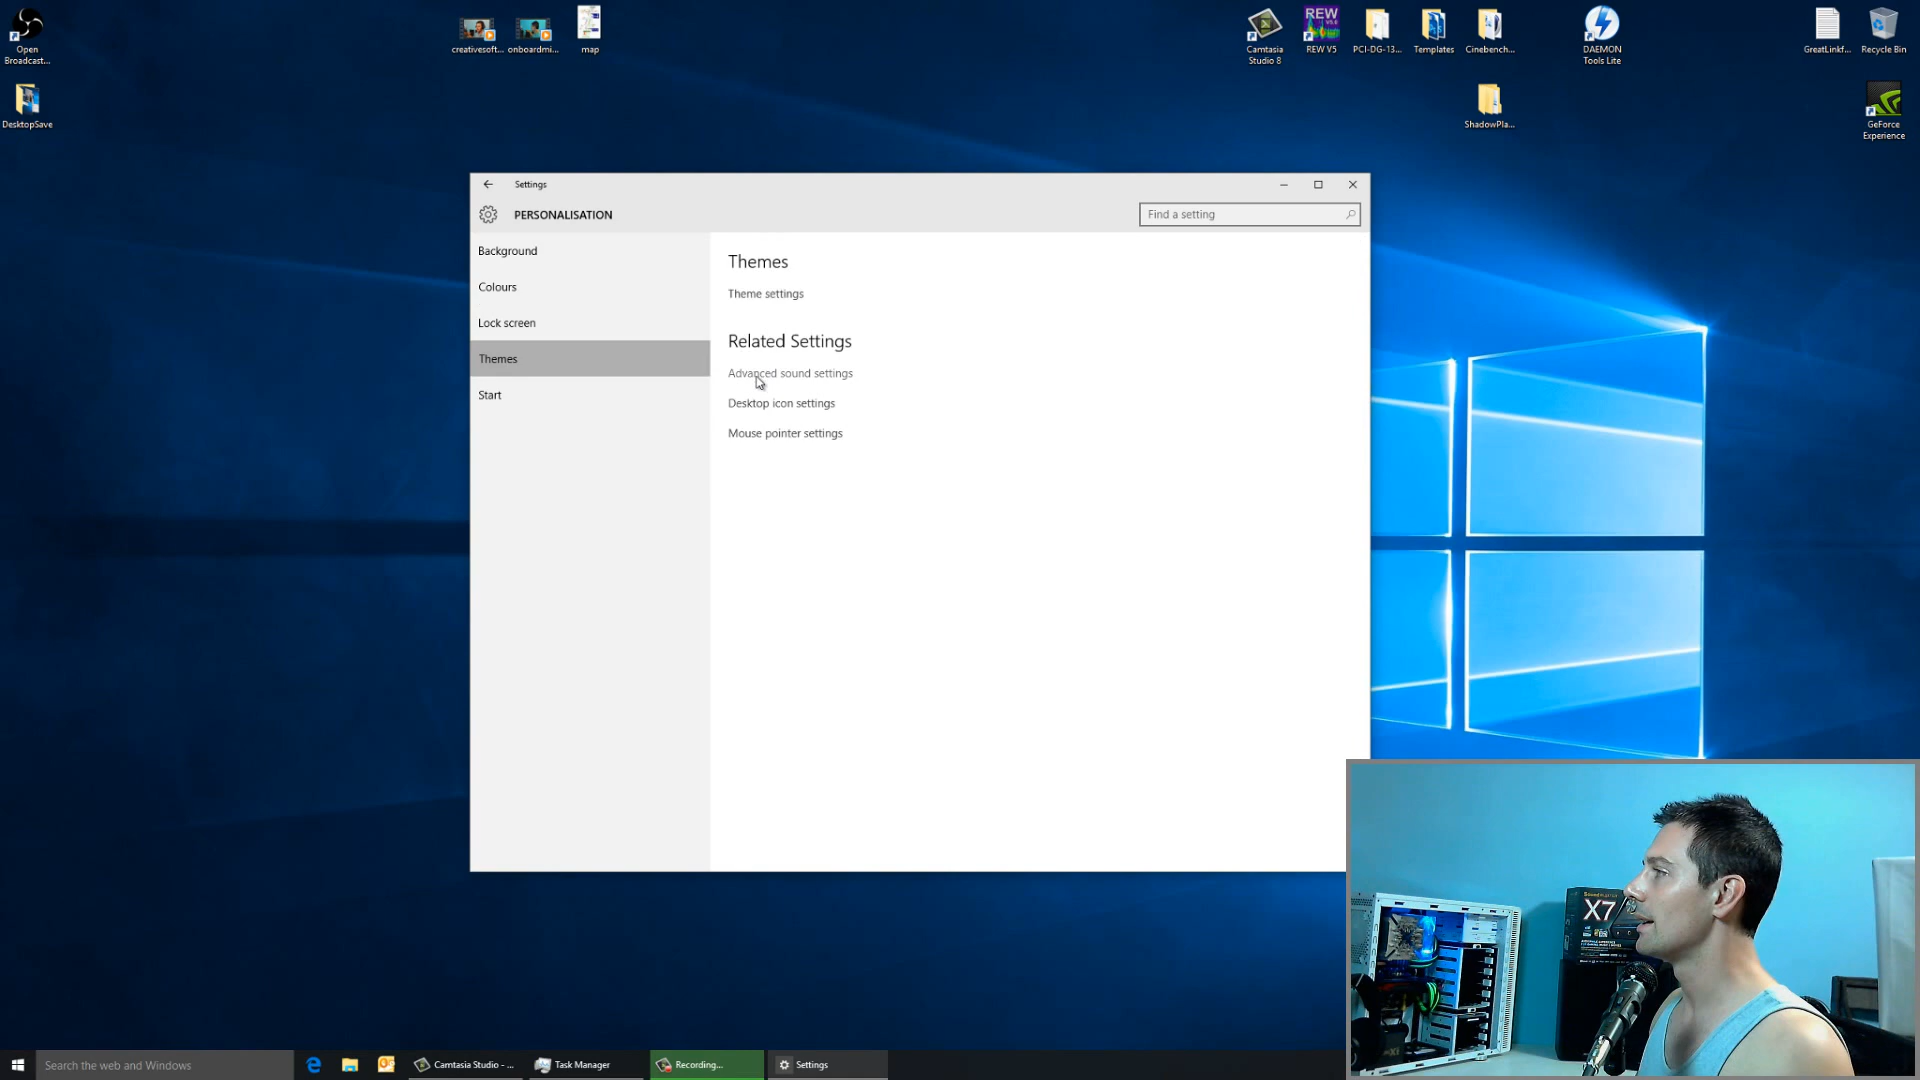 Open
Broadcast...
creativesoft...
onboardmi...
map
Camtasia
Studio 8
REW
REW V5
PCI-DG-13...
Templates
Cinebench...
DAEMON
Tools Lite
GreatLinkf...
Recycle Bin
DesktopSave
ShadowPla...
GeForce
Experience
Settings
PERSONALISATION
Find a setting
Background
Colours
Lock screen
Themes
Start
Themes
Theme settings
Related Settings
Advanced sound settings
Desktop icon settings
Mouse pointer settings
X7
Search the web and Windows
Camtasia Studio - ...
Task Manager
Recording...
Settings